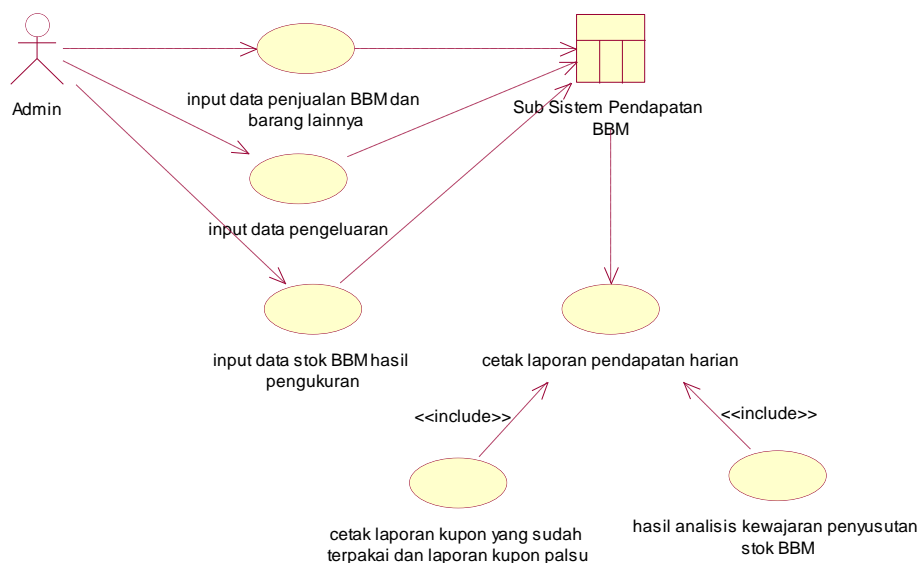 Admin
input data penjualan BBM dan
barang lainnya
Sub Sistem Pendapatan
BBM
input data pengeluaran
input data stok BBM hasil
pengukuran
cetak laporan pendapatan harian
<<include>>
<<include>>
cetak laporan kupon yang sudah
terpakai dan laporan kupon palsu
hasil analisis kewajaran penyusutan
stok BBM